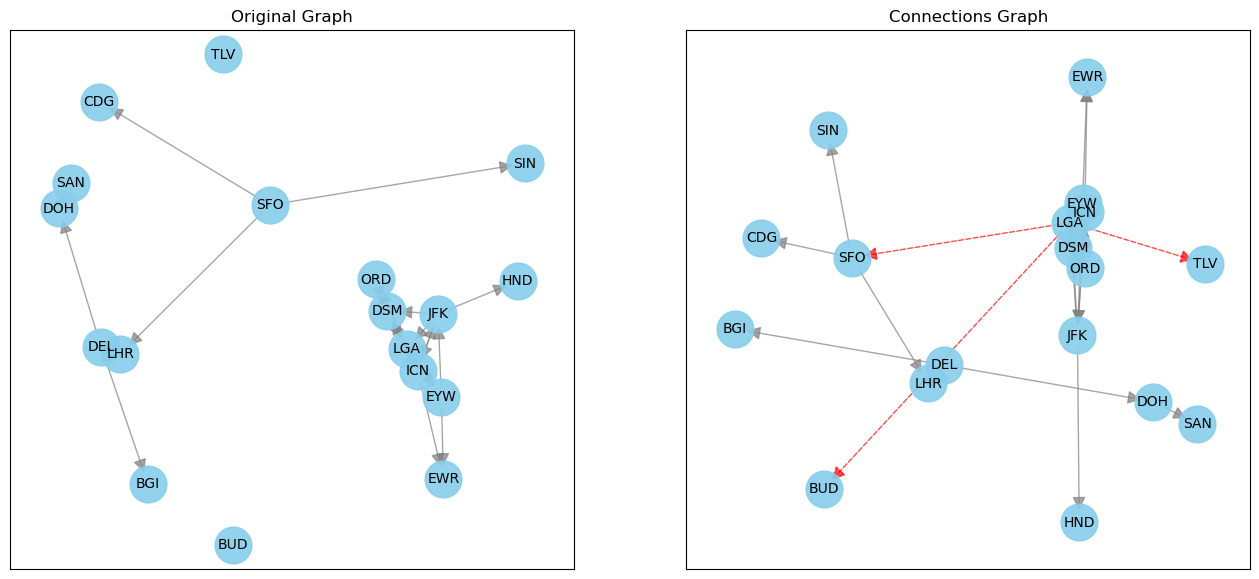 Original Graph
TLV
CDG
SIN
SAN
DOH
SFO
ORD
HND
DSM
JFK
DEL
LHR
LGA
ICN
EYW
BGI
EWR
BUD
Connections Graph
EWR
SIN
EYW
ICN
LGA
CDG
DSM
SFO
TLV
ORD
BGI
JFK
DEL
LHR
DOH
SAN
BUD
HND